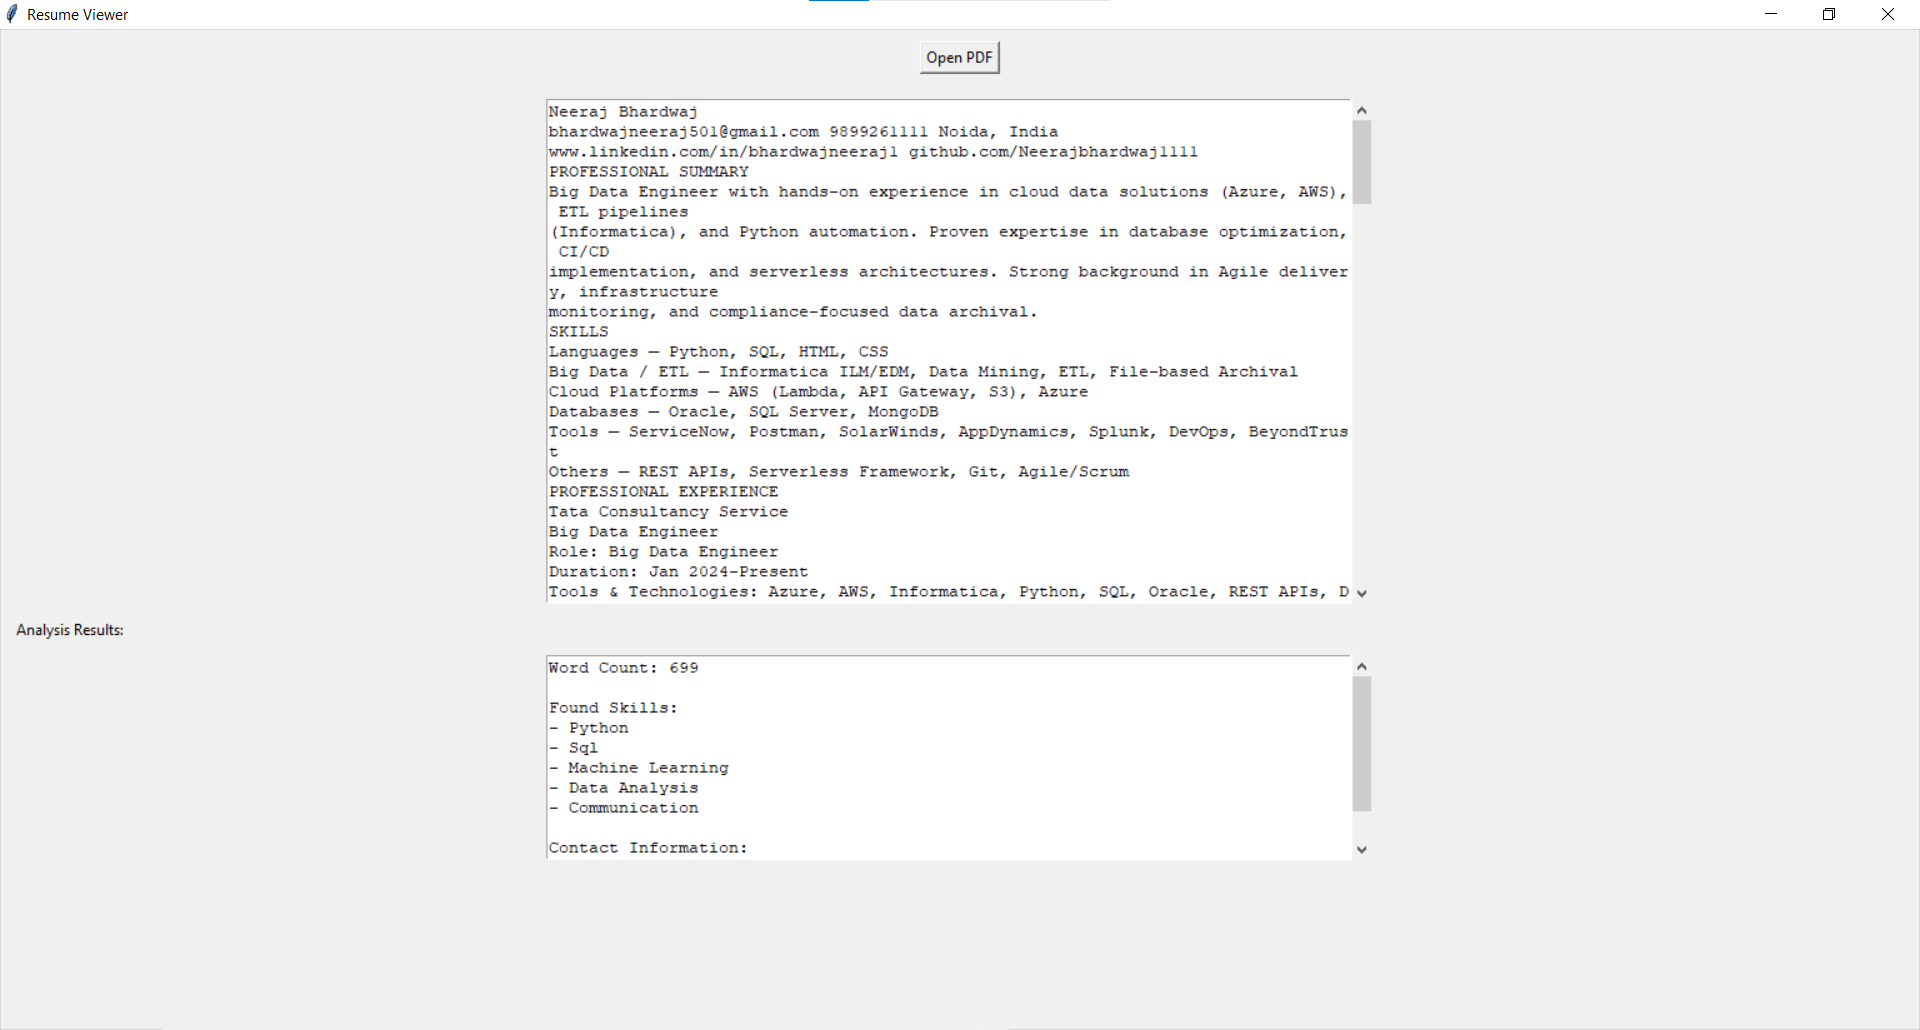 Resume Viewer
Open PDF
Neeraj Bhardwaj
bhardwajneeraj501@gmail.com 9899261111 Noida, India
www.linkedin.com/in/bhardwajneeraj1 github.com/Neerajbhardwaj1111
PROFESSIONAL SUMMARY
Big Data Engineer with hands-on experience in cloud data solutions (Azure, AWS),
ETL pipelines
(Informatica), and Python automation. Proven expertise in database optimization,
CI/CD
implementation, and serverless architectures. Strong background in Agile deliver
y, infrastructure
monitoring, and compliance-focused data archival.
SKILLS
Languages – Python, SQL, HTML, CSS
Big Data / ETL – Informatica ILM/EDM, Data Mining, ETL, File-based Archival
Cloud Platforms – AWS (Lambda, API Gateway, S3), Azure
Databases – Oracle, SQL Server, MongoDB
Tools – ServiceNow, Postman, SolarWinds, AppDynamics, Splunk, DevOps, BeyondTrus
t
Others – REST APIs, Serverless Framework, Git, Agile/Scrum
PROFESSIONAL EXPERIENCE
Tata Consultancy Service
Big Data Engineer
Role: Big Data Engineer
Duration: Jan 2024-Present
Tools & Technologies: Azure, AWS, Informatica, Python, SQL, Oracle, REST APIs, D
Analysis Results:
Word Count: 699
Found Skills:
- Python
- Sql
- Machine Learning
- Data Analysis
- Communication
Contact Information: